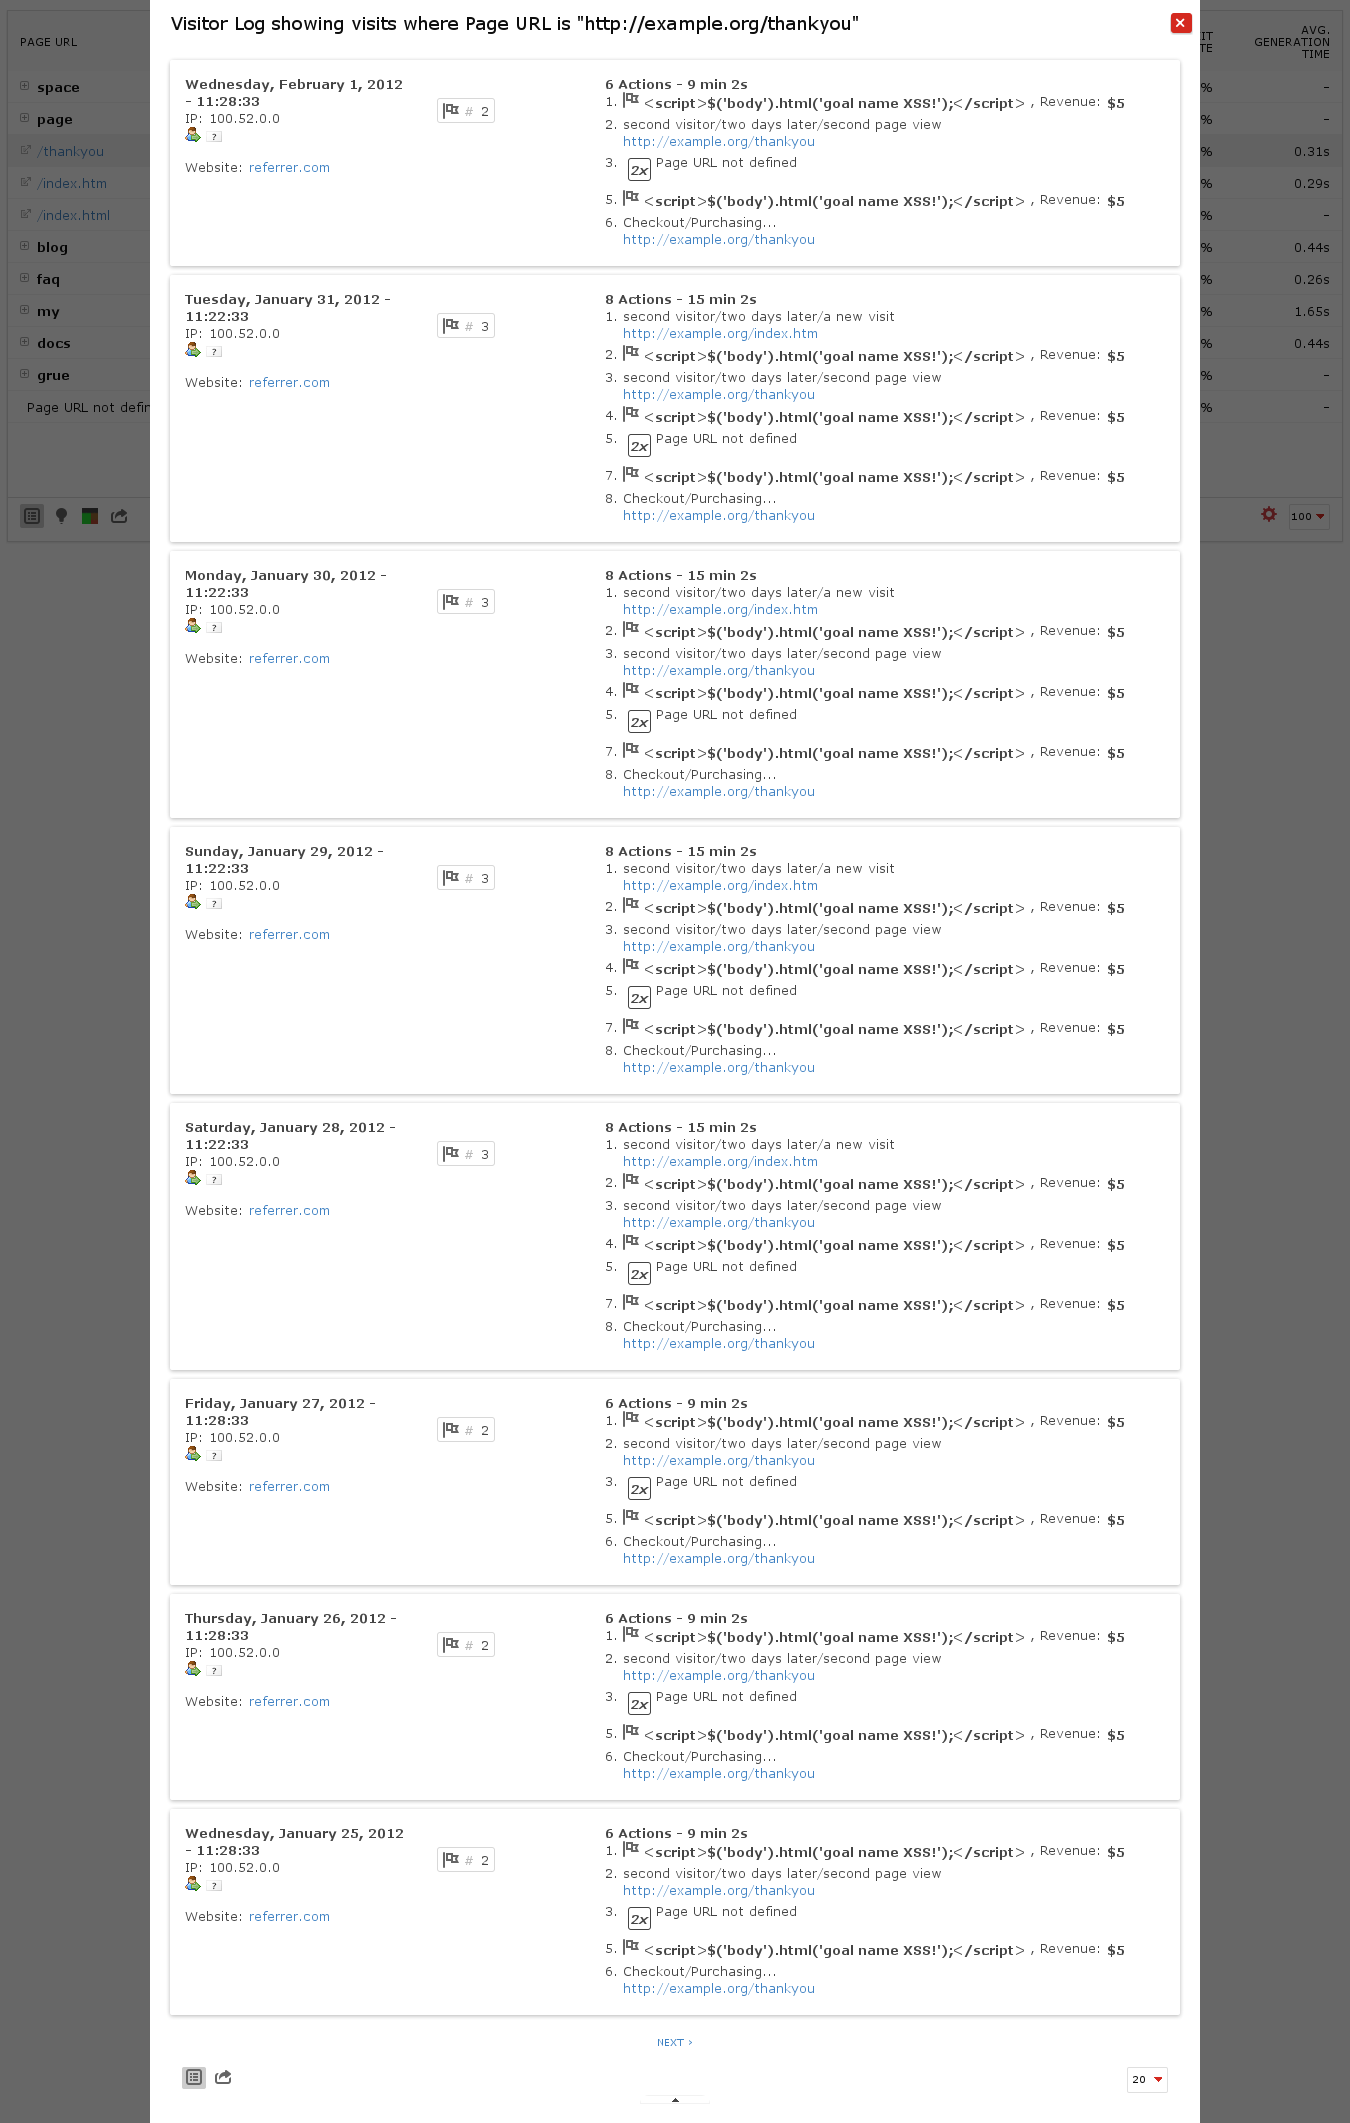 Visitor Log showing visits where Page URL is "http://example.org/thankyou"
PAGE URL
space
page
/thankyou
/index.htm
/index.html
blog
faq
my
docs
grue
Page URL not defin
100
IT
TE
AVG.
GENERATION
TIME
% -
% -
% 0.31s
% 0.29s
% -
% 0.44s
% 0.26s
% 1.65s
% 0.44s
% -
% -
Wednesday, February 1, 2012
- 11:28:33
IP: 100.52.0.0
?
Website: referrer.com
# 2
6 Actions - 9 min 2s
1. <script>$('body').html('goal name XSS!');</script> , Revenue: $5
2. second visitor/two days later/second page view
http://example.org/thankyou
3. 2x Page URL not defined
5. <script>$('body').html('goal name XSS!');</script> , Revenue: $5
6. Checkout/Purchasing...
http://example.org/thankyou
Tuesday, January 31, 2012 -
11:22:33
IP: 100.52.0.0
?
Website: referrer.com
# 3
8 Actions - 15 min 2s
1. second visitor/two days later/a new visit
http://example.org/index.htm
2. <script>$('body').html('goal name XSS!');</script> , Revenue: $5
3. second visitor/two days later/second page view
http://example.org/thankyou
4. <script>$('body').html('goal name XSS!');</script> , Revenue: $5
5. 2x Page URL not defined
7. <script>$('body').html('goal name XSS!');</script> , Revenue: $5
8. Checkout/Purchasing...
http://example.org/thankyou
Monday, January 30, 2012 -
11:22:33
IP: 100.52.0.0
?
Website: referrer.com
# 3
8 Actions - 15 min 2s
1. second visitor/two days later/a new visit
http://example.org/index.htm
2. <script>$('body').html('goal name XSS!');</script> , Revenue: $5
3. second visitor/two days later/second page view
http://example.org/thankyou
4. <script>$('body').html('goal name XSS!');</script> , Revenue: $5
5. 2x Page URL not defined
7. <script>$('body').html('goal name XSS!');</script> , Revenue: $5
8. Checkout/Purchasing...
http://example.org/thankyou
Sunday, January 29, 2012 -
11:22:33
IP: 100.52.0.0
?
Website: referrer.com
# 3
8 Actions - 15 min 2s
1. second visitor/two days later/a new visit
http://example.org/index.htm
2. <script>$('body').html('goal name XSS!');</script> , Revenue: $5
3. second visitor/two days later/second page view
http://example.org/thankyou
4. <script>$('body').html('goal name XSS!');</script> , Revenue: $5
5. 2x Page URL not defined
7. <script>$('body').html('goal name XSS!');</script> , Revenue: $5
8. Checkout/Purchasing...
http://example.org/thankyou
Saturday, January 28, 2012 -
11:22:33
IP: 100.52.0.0
?
Website: referrer.com
# 3
8 Actions - 15 min 2s
1. second visitor/two days later/a new visit
http://example.org/index.htm
2. <script>$('body').html('goal name XSS!');</script> , Revenue: $5
3. second visitor/two days later/second page view
http://example.org/thankyou
4. <script>$('body').html('goal name XSS!');</script> , Revenue: $5
5. 2x Page URL not defined
7. <script>$('body').html('goal name XSS!');</script> , Revenue: $5
8. Checkout/Purchasing...
http://example.org/thankyou
Friday, January 27, 2012 -
11:28:33
IP: 100.52.0.0
?
Website: referrer.com
# 2
6 Actions - 9 min 2s
1. <script>$('body').html('goal name XSS!');</script> , Revenue: $5
2. second visitor/two days later/second page view
http://example.org/thankyou
3. 2x Page URL not defined
5. <script>$('body').html('goal name XSS!');</script> , Revenue: $5
6. Checkout/Purchasing...
http://example.org/thankyou
Thursday, January 26, 2012 -
11:28:33
IP: 100.52.0.0
?
Website: referrer.com
# 2
6 Actions - 9 min 2s
1. <script>$('body').html('goal name XSS!');</script> , Revenue: $5
2. second visitor/two days later/second page view
http://example.org/thankyou
3. 2x Page URL not defined
5. <script>$('body').html('goal name XSS!');</script> , Revenue: $5
6. Checkout/Purchasing...
http://example.org/thankyou
Wednesday, January 25, 2012
- 11:28:33
IP: 100.52.0.0
?
Website: referrer.com
# 2
6 Actions - 9 min 2s
1. <script>$('body').html('goal name XSS!');</script> , Revenue: $5
2. second visitor/two days later/second page view
http://example.org/thankyou
3. 2x Page URL not defined
5. <script>$('body').html('goal name XSS!');</script> , Revenue: $5
6. Checkout/Purchasing...
http://example.org/thankyou
NEXT ›
20